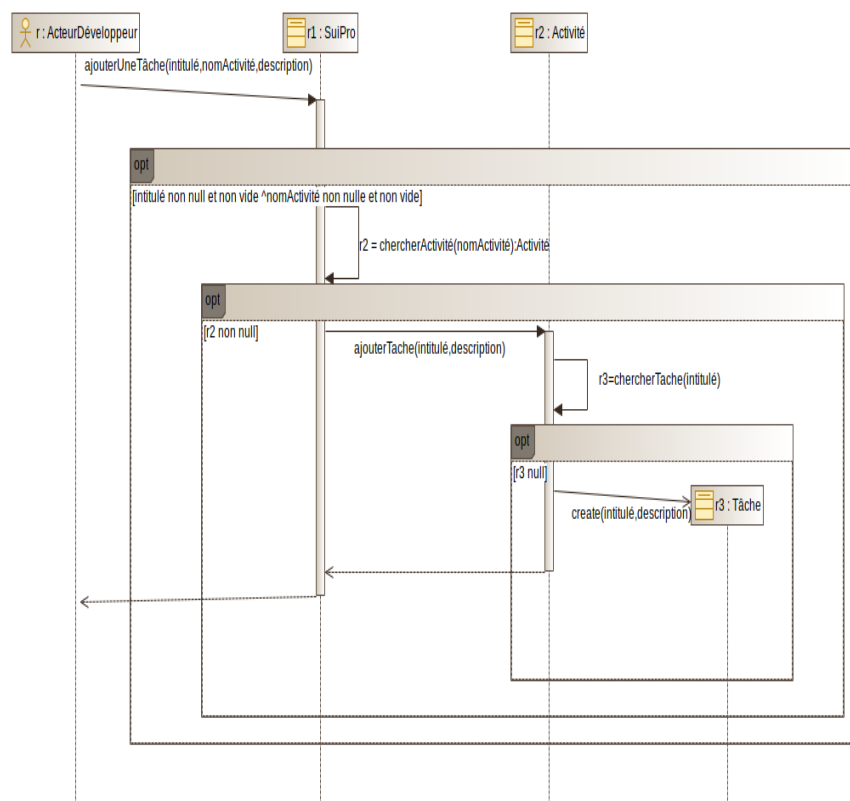 r : ActeurDéveloppeur
r1 : SuiPro
r2 : Activité
ajouterUneTâche(intitulé,nomActivité,description)
opt
[intitulé non null et non vide ^nomActivité non nulle et non vide]
r2 = chercherActivité(nomActivité):Activité
opt
[r2 non null]
ajouterTache(intitulé,description)
r3=chercherTache(intitulé)
opt
[r3 null]
r3 : Tâche
create(intitulé,description)